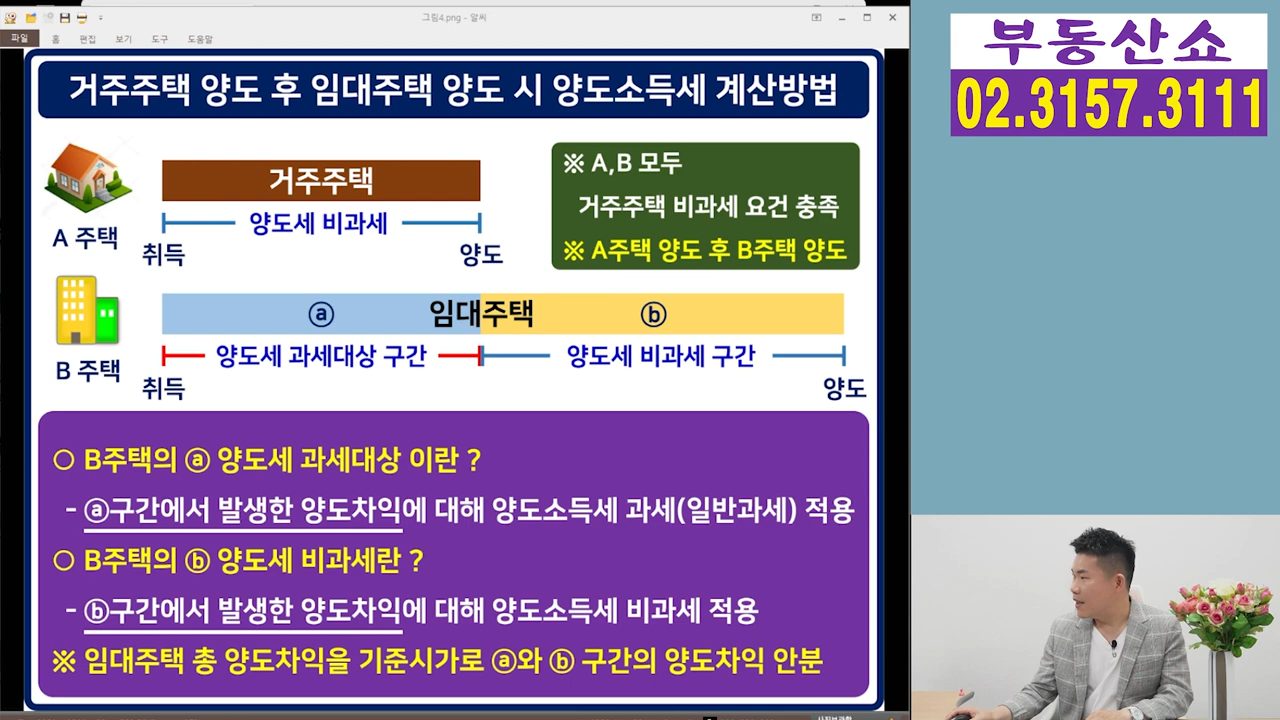 그림4.png - 알씨
파일 홈 편집 보기 도구 도움말
부동산쇼
02.3157.3111
거주주택 양도 후 임대주택 양도 시 양도소득세 계산방법
거주주택
양도세 비과세
A 주택
취득
양도
※ A,B 모두
거주주택 비과세 요건 충족
※ A주택 양도 후 B주택 양도
ⓐ 임대주택 ⓑ
양도세 과세대상 구간
양도세 비과세 구간
B 주택
취득
양도
○ B주택의 ⓐ 양도세 과세대상 이란 ?
- ⓐ구간에서 발생한 양도차익에 대해 양도소득세 과세(일반과세) 적용
○ B주택의 ⓑ 양도세 비과세란 ?
- ⓑ구간에서 발생한 양도차익에 대해 양도소득세 비과세 적용
※ 임대주택 총 양도차익을 기준시가로 ⓐ와 ⓑ 구간의 양도차익 안분